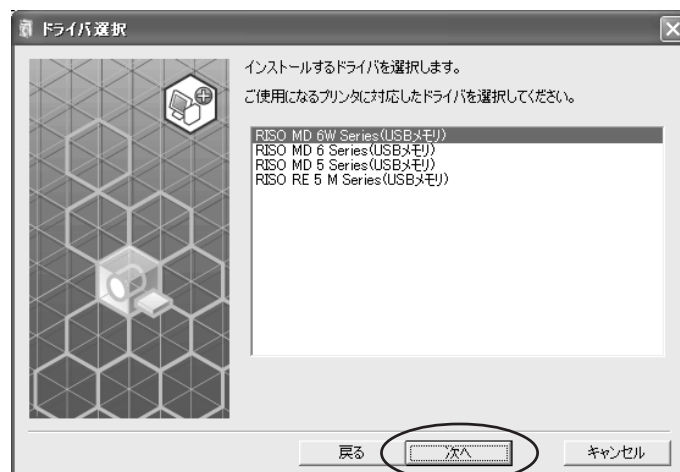 ドライバ選択
インストールするドライバを選択します。
ご使用になるプリンタに対応したドライバを選択してください。
RISO MD 6W Series(USBメモリ)
RISO MD 6 Series(USBメモリ)
RISO MD 5 Series(USBメモリ)
RISO RE 5 M Series(USBメモリ)
戻る 次へ キャンセル